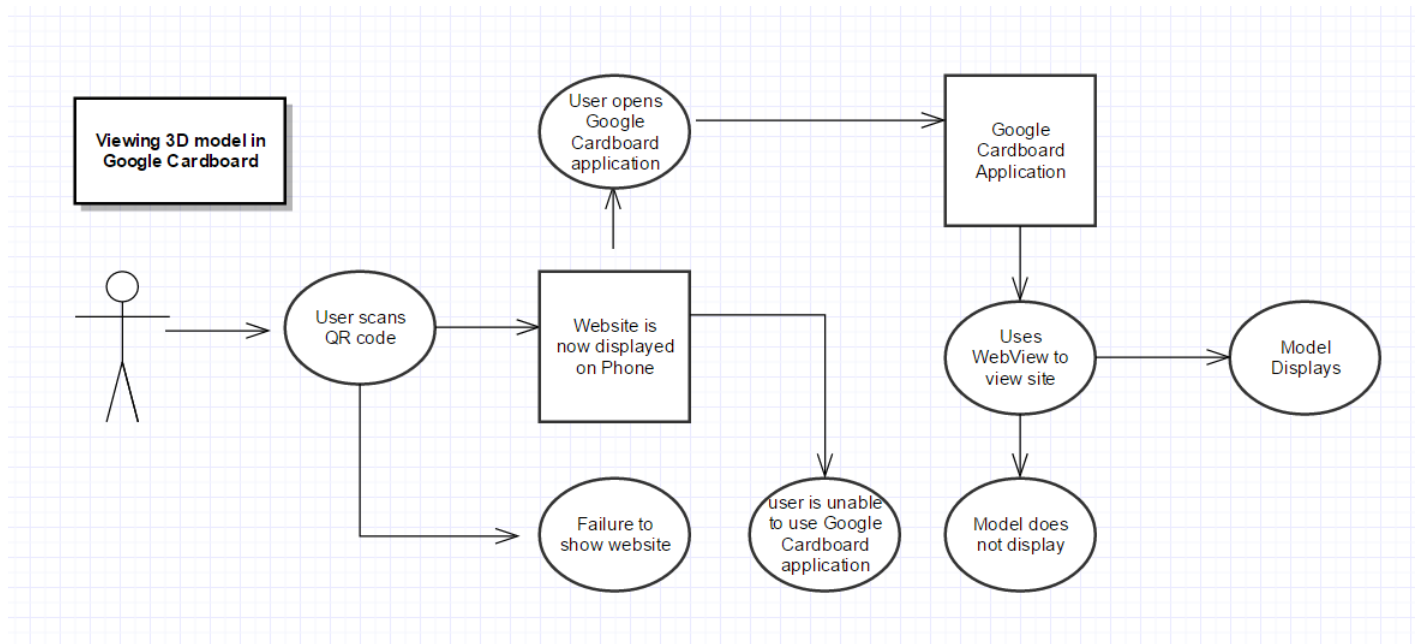 Viewing 3D model in
Google Cardboard
User opens
Google
Cardboard
application
Google
Cardboard
Application
User scans
QR code
Website is
now displayed
on Phone
Uses
WebView to
view site
Model
Displays
Failure to
show website
user is unable
to use Google
Cardboard
application
Model does
not display